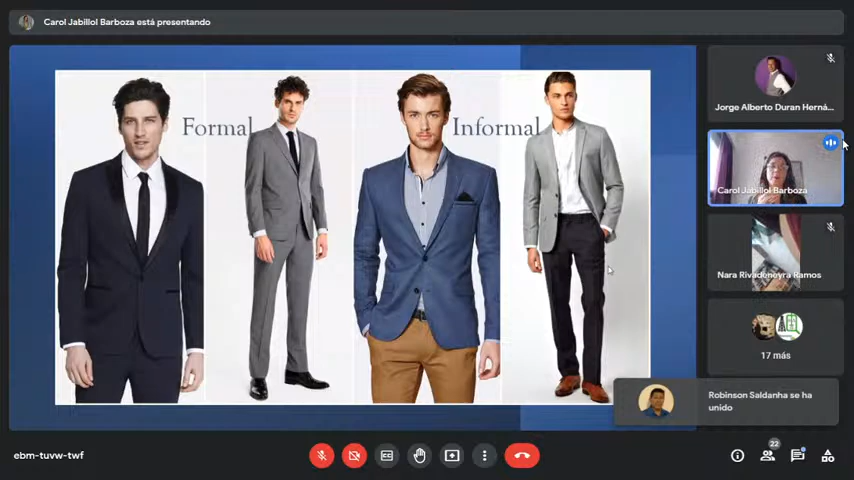 Carol Jabillol Barboza está presentando
Formal
Informal
Jorge Alberto Duran Herná...
Carol Jabillol Barboza
Nara Rivadeneyra Ramos
17 más
Robinson Saldanha se ha
unido
ebm-tuvw-twf
22